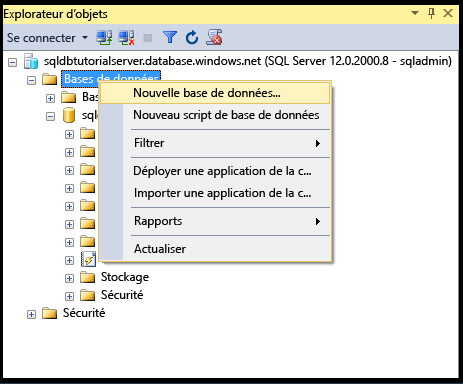 Explorateur d'objets
Se connecter
sqldbtutorialserver.database.windows.net (SQL Server 12.0.2000.8 - sqladmin)
Bases de données
Nouvelle base de données...
Nouveau script de base de données
Filtrer
Déployer une application de la c...
Importer une application de la c...
Rapports
Actualiser
Stockage
Sécurité
Sécurité